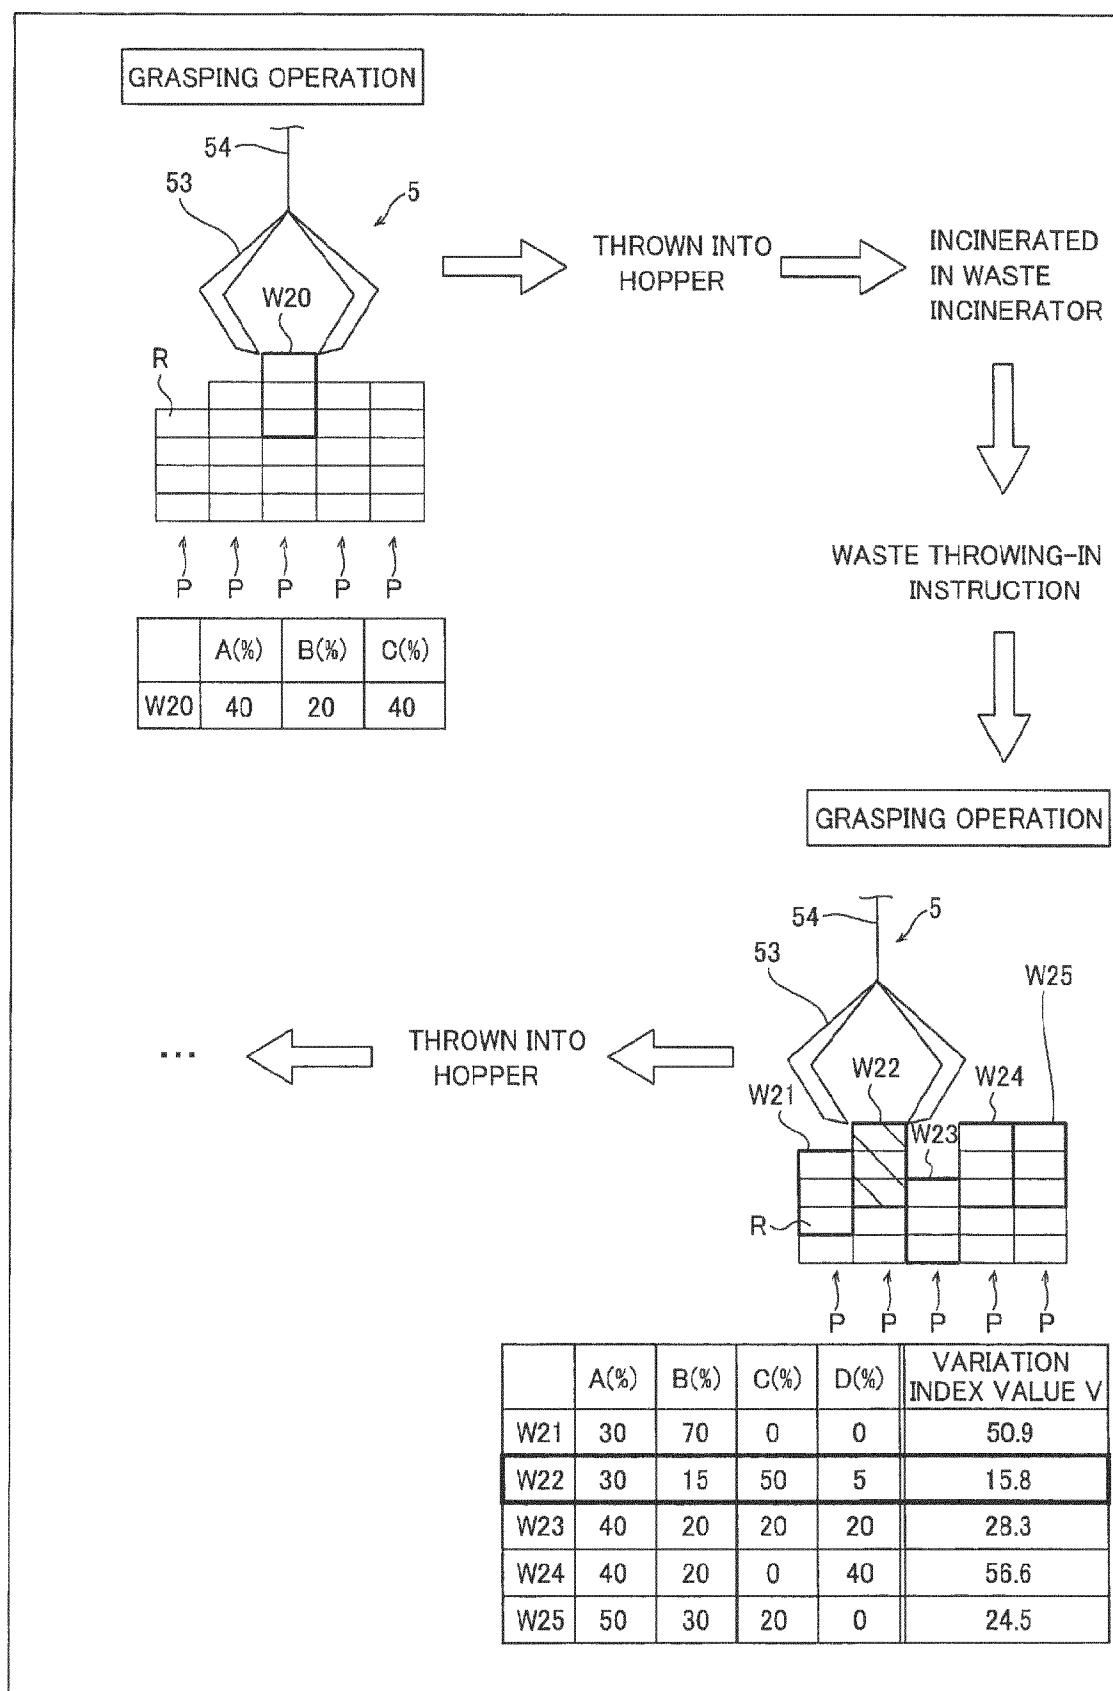 GRASPING OPERATION
54
53
5
W20
R
P P P P P
A(%) B(%) C(%)
W20 40 20 40
THROWN INTO
HOPPER
INCINERATED
IN WASTE
INCINERATOR
WASTE THROWING-IN
INSTRUCTION
GRASPING OPERATION
54
5
53
W25
W22
W24
W21
W23
R
P P P P P
THROWN INTO
HOPPER
...
A(%) B(%) C(%) D(%) VARIATION
INDEX VALUE V
W21 30 70 0 0 50.9
W22 30 15 50 5 15.8
W23 40 20 20 20 28.3
W24 40 20 0 40 56.6
W25 50 30 20 0 24.5